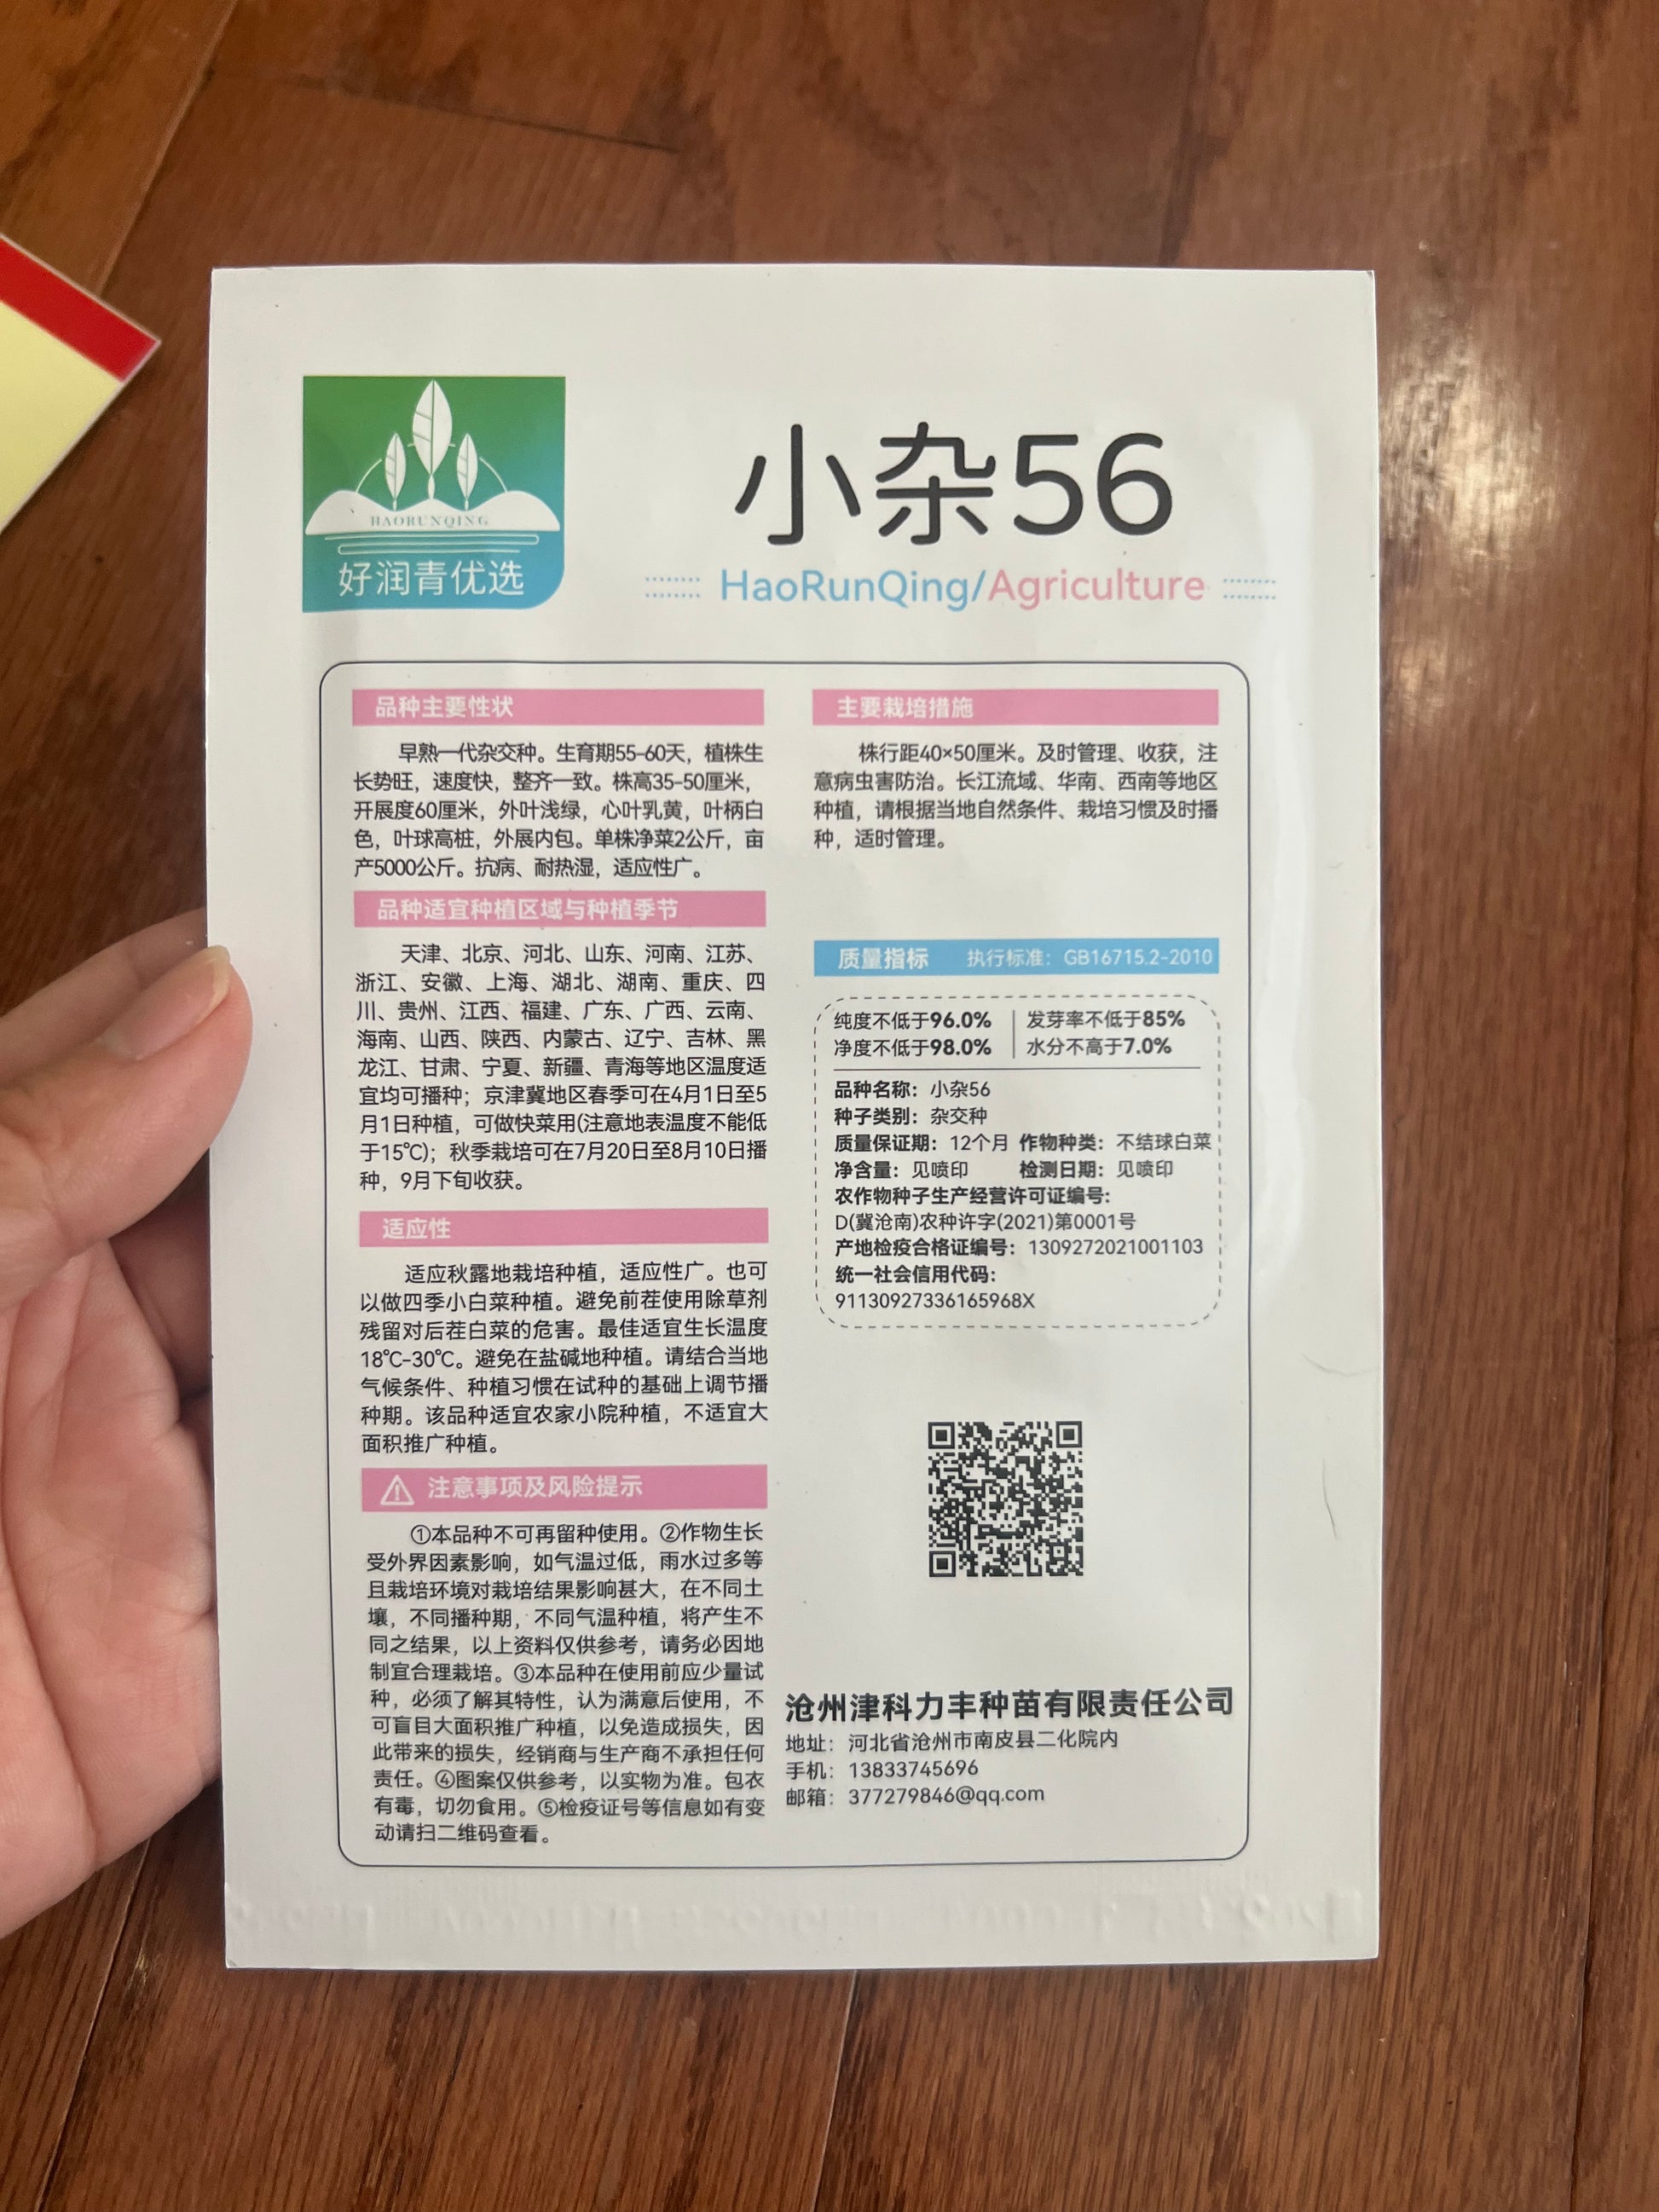 HAORUNQING
好润青优选
小杂56
HaoRunQing/Agriculture
品种主要性状
早熟一代杂交种。生育期55-60天，植株生
长势旺，速度快，整齐一致。株高35-50厘米，
开展度60厘米，外叶浅绿，心叶乳黄，叶柄白
色，叶球高桩，外展内包。单株净菜2公斤，亩
产5000公斤。抗病、耐热湿，适应性广。
品种适宜种植区域与种植季节
天津、北京、河北、山东、河南、江苏、
浙江、安徽、上海、湖北、湖南、重庆、四
川、贵州、江西、福建、广东、广西、云南、
海南、山西、陕西、内蒙古、辽宁、吉林、黑
龙江、甘肃、宁夏、新疆、青海等地区温度适
宜均可播种；京津冀地区春季可在4月1日至5
月1日种植，可做快菜用(注意地表温度不能低
于15℃)；秋季栽培可在7月20日至8月10日播
种，9月下旬收获。
适应性
适应秋露地栽培种植，适应性广。也可
以做四季小白菜种植。避免前茬使用除草剂
残留对后茬白菜的危害。最佳适宜生长温度
18℃-30℃。避免在盐碱地种植。请结合当地
气候条件、种植习惯在试种的基础上调节播
种期。该品种适宜农家小院种植，不适宜大
面积推广种植。
注意事项及风险提示
①本品种不可再留种使用。②作物生长
受外界因素影响，如气温过低，雨水过多等
且栽培环境对栽培结果影响甚大，在不同土
壤，不同播种期，不同气温种植，将产生不
同之结果，以上资料仅供参考，请务必因地
制宜合理栽培。③本品种在使用前应少量试
种，必须了解其特性，认为满意后使用，不
可盲目大面积推广种植，以免造成损失，因
此带来的损失，经销商与生产商不承担任何
责任。④图案仅供参考，以实物为准。包衣
有毒，切勿食用。⑤检疫证号等信息如有变
动请扫二维码查看。
主要栽培措施
株行距40×50厘米。及时管理、收获，注
意病虫害防治。长江流域、华南、西南等地区
种植，请根据当地自然条件、栽培习惯及时播
种，适时管理。
质量指标 执行标准：GB16715.2-2010
纯度不低于96.0% 发芽率不低于85%
净度不低于98.0% 水分不高于7.0%
品种名称：小杂56
种子类别：杂交种
质量保证期：12个月 作物种类：不结球白菜
净含量：见喷印 检测日期：见喷印
农作物种子生产经营许可证编号：
D(冀沧南)农种许字(2021)第0001号
产地检疫合格证编号：1309272021001103
统一社会信用代码：
91130927336165968X
沧州津科力丰种苗有限责任公司
地址：河北省沧州市南皮县二化院内
手机：13833745696
邮箱：377279846@qq.com